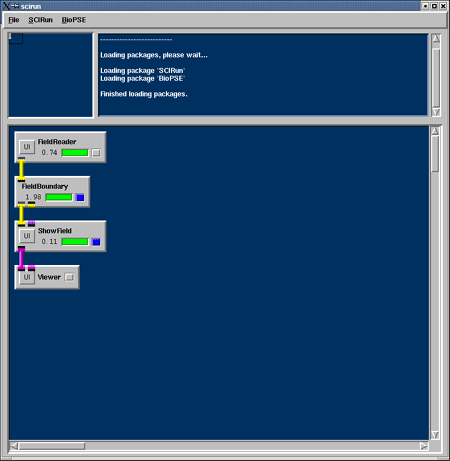 scirun
File SCIRun BioPSE
Loading packages, please wait...
Loading package 'SCIRun'
Loading package 'BioPSE'
Finished loading packages.
UI FieldReader
0.74
FieldBoundary
1.98
UI ShowField
0.11
UI Viewer